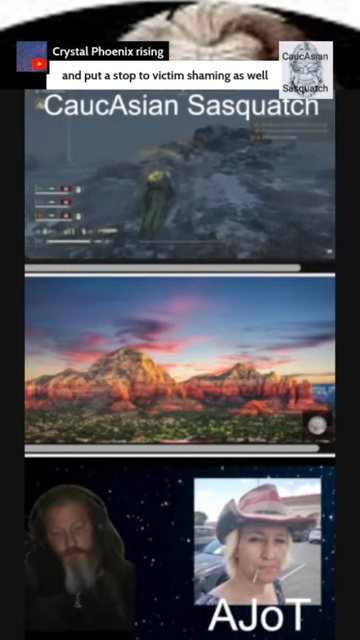 Crystal Phoenix rising
and put a stop to victim shaming as well
CaucAsian
Sasquatch
CaucAsian Sasquatch
AJoT